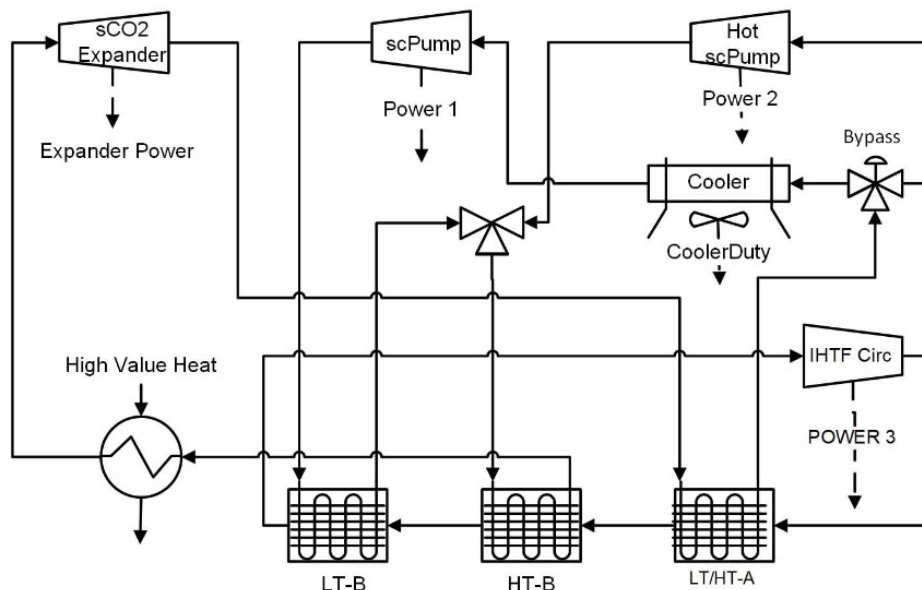 sCO2
Expander
scPump
Hot
scPump
Power 1
Power 2
Expander Power
Bypass
Cooler
CoolerDuty
High Value Heat
IHTF Circ
POWER 3
LT-B
HT-B
LT/HT-A